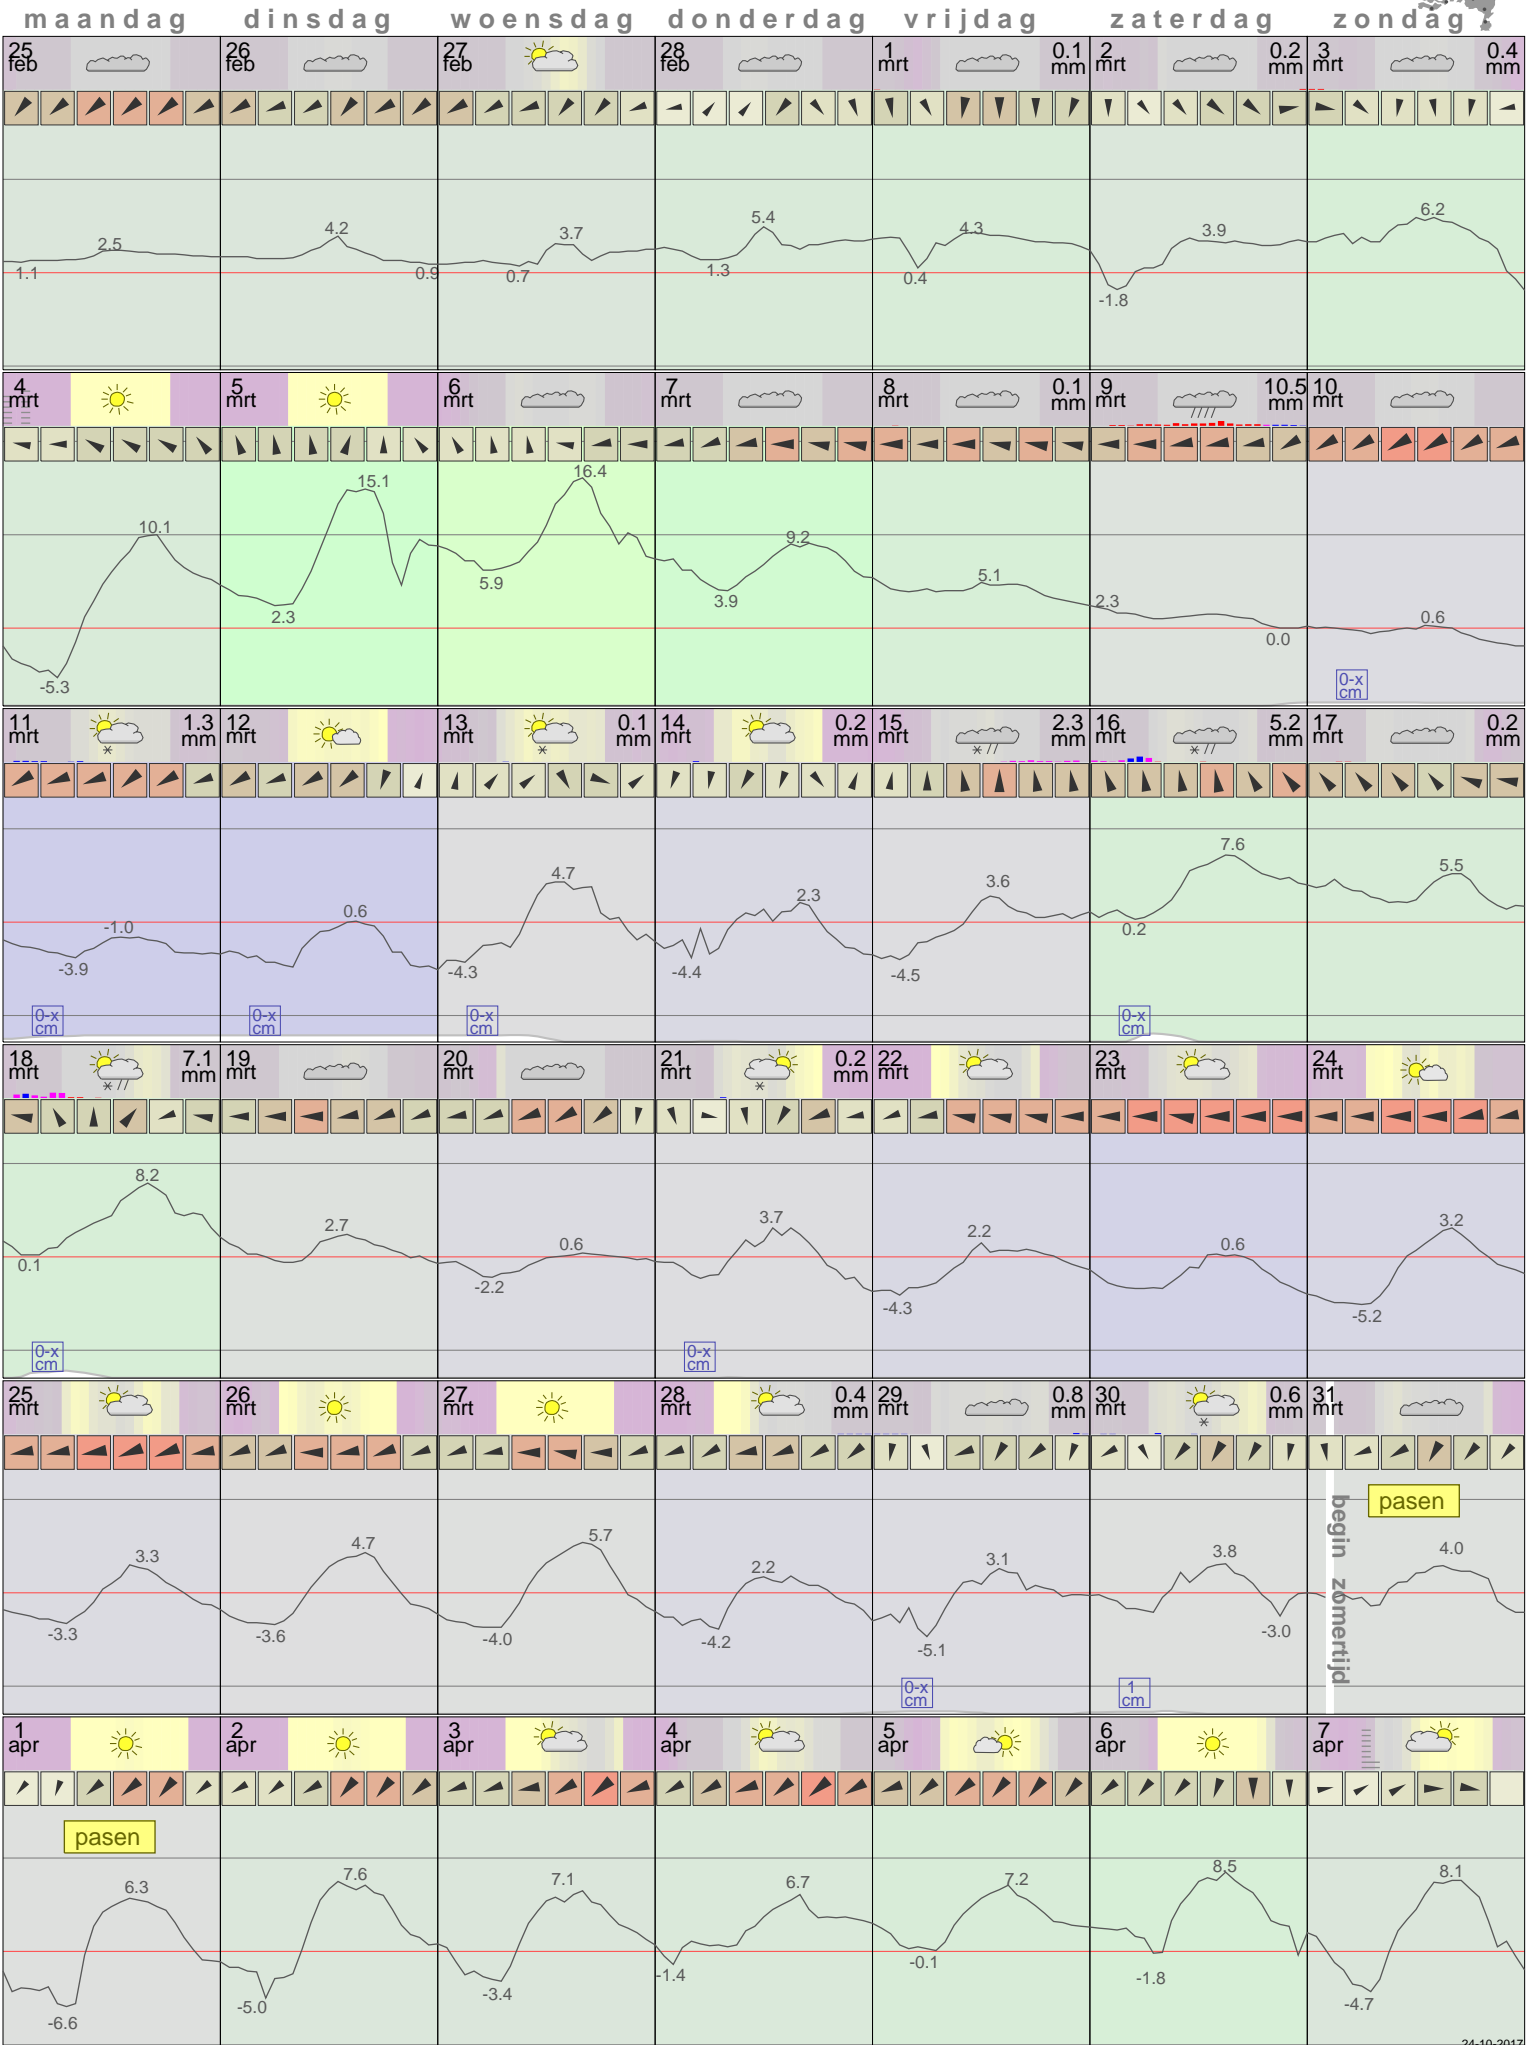 maandag dinsdag woensdag donderdag vrijdag zaterdag zondag
25 feb 26 feb 27 feb 28 feb 1 mrt 0.1 mm 2 mrt 0.2 mm 3 mrt 0.4 mm
2.5 4.2 3.7 5.4 4.3 3.9 6.2
1.1 0.9 0.7 1.3 0.4 -1.8
4 mrt 5 mrt 6 mrt 7 mrt 8 mrt 0.1 mm 9 mrt 10.5 mm 10 mrt
10.1 15.1 16.4 9.2 5.1 2.3 0.6
-5.3 2.3 5.9 3.9 0.0
0-x cm
11 mrt 1.3 mm 12 mrt 13 mrt 0.1 mm 14 mrt 0.2 mm 15 mrt 2.3 mm 16 mrt 5.2 mm 17 mrt 0.2 mm
-1.0 0.6 4.7 2.3 3.6 7.6 5.5
-3.9 -4.3 -4.4 -4.5 0.2
0-x cm 0-x cm 0-x cm 0-x cm
18 mrt 7.1 mm 19 mrt 20 mrt 21 mrt 0.2 mm 22 mrt 23 mrt 24 mrt
8.2 2.7 0.6 3.7 2.2 0.6 3.2
0.1 -2.2 -4.3 -5.2
0-x cm 0-x cm
25 mrt 26 mrt 27 mrt 28 mrt 0.4 mm 29 mrt 0.8 mm 30 mrt 0.6 mm 31 mrt
pasen
begin zomertijd
3.3 4.7 5.7 2.2 3.1 3.8 4.0
-3.3 -3.6 -4.0 -4.2 -5.1 -3.0
0-x cm 1 cm
1 apr 2 apr 3 apr 4 apr 5 apr 6 apr 7 apr
pasen
6.3 7.6 7.1 6.7 7.2 8.5 8.1
-6.6 -5.0 -3.4 -1.4 -0.1 -1.8 -4.7
24-10-2017